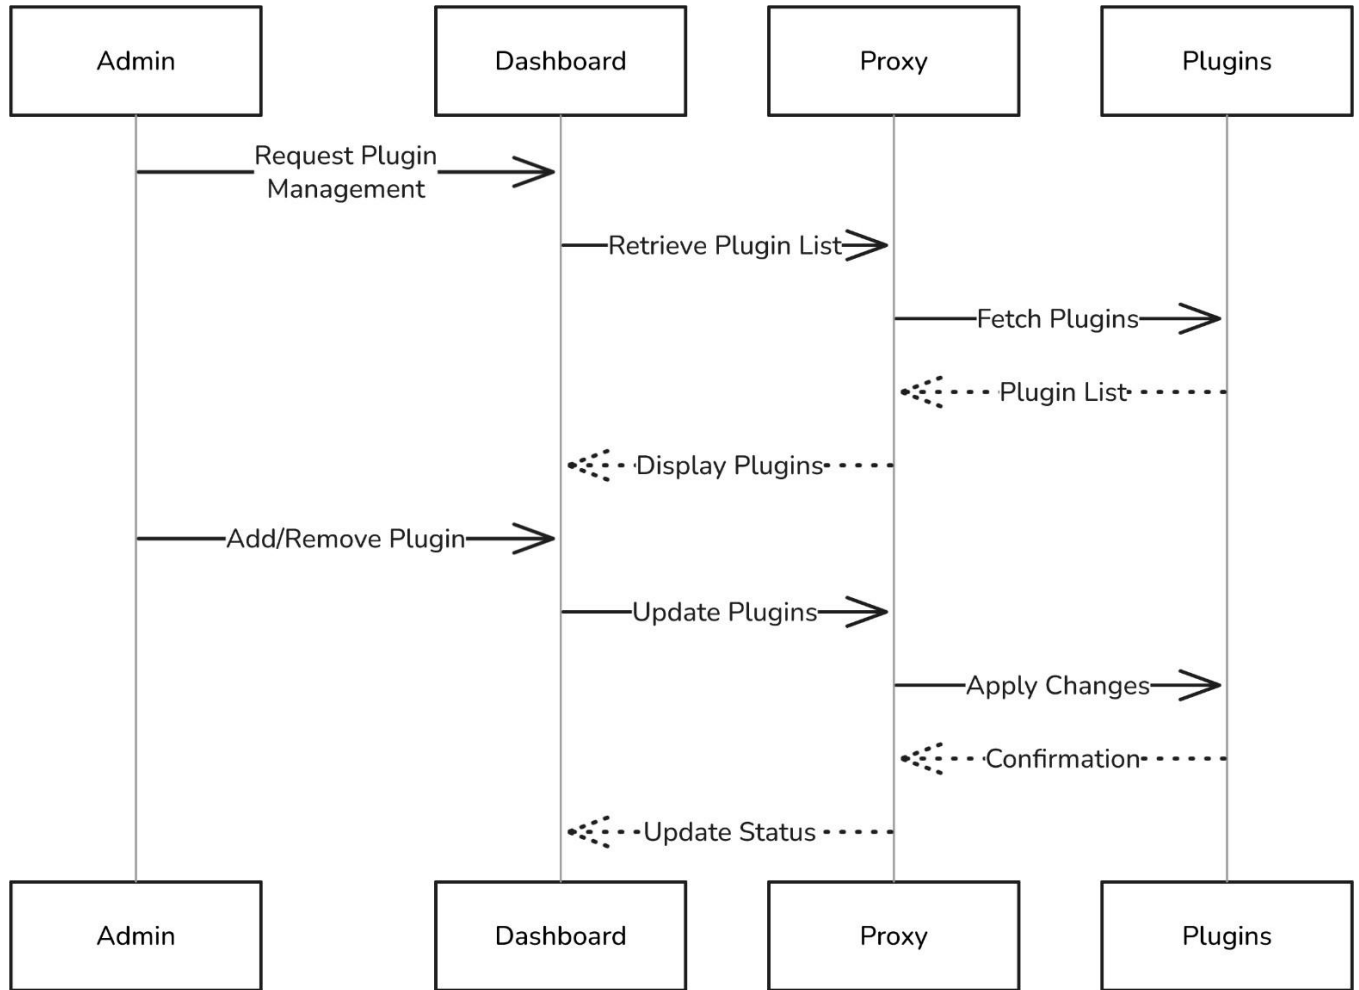 Admin
Dashboard
Proxy
Plugins
Request Plugin
Management
Retrieve Plugin List
Fetch Plugins
Plugin List
Display Plugins
Add/Remove Plugin
Update Plugins
Apply Changes
Confirmation
Update Status
Admin
Dashboard
Proxy
Plugins